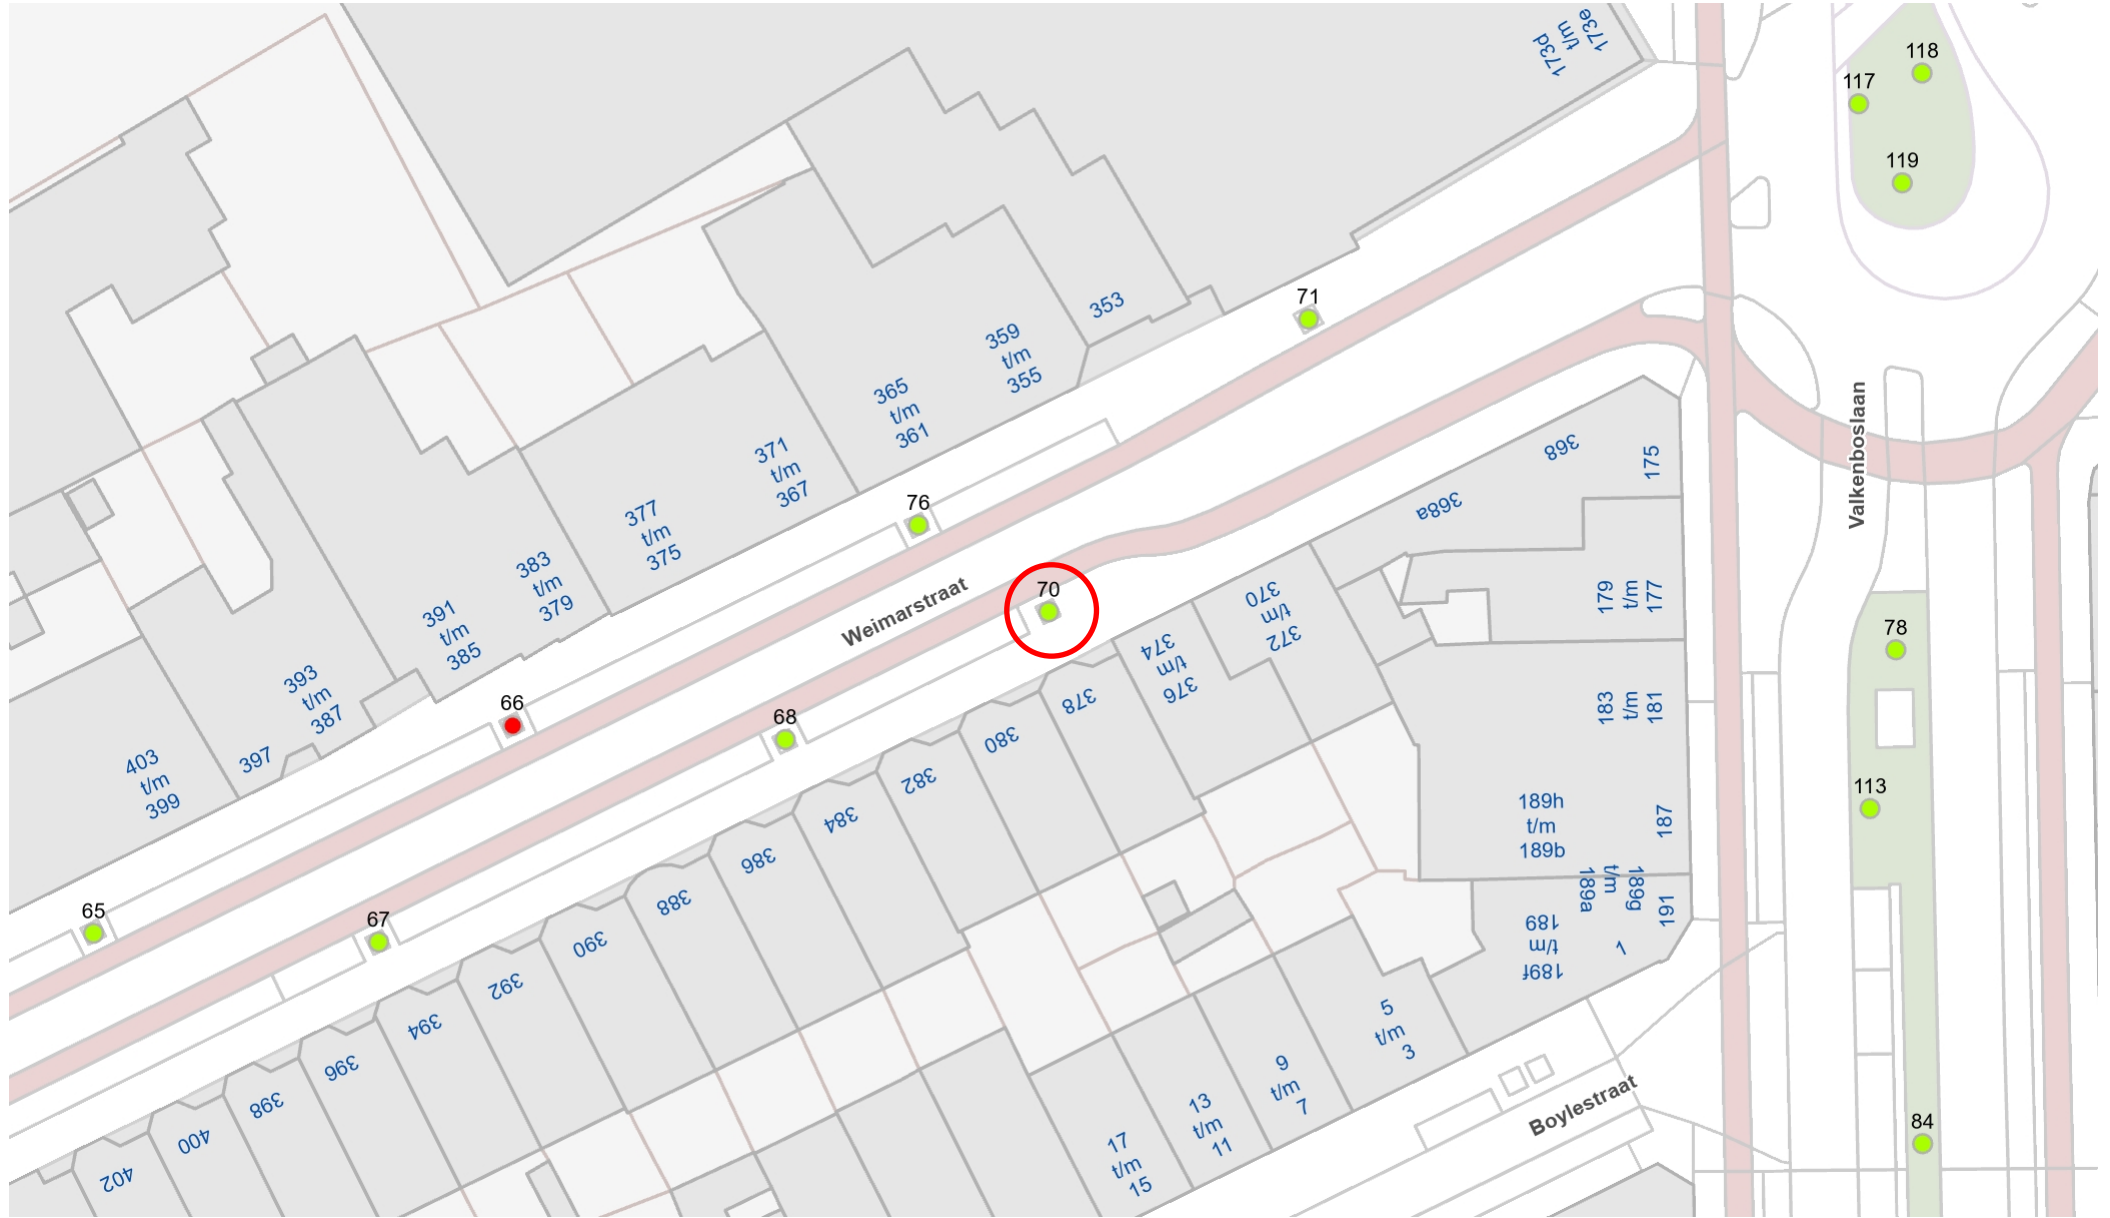 173d
t/m
173e
118
117
119
71
353
359
t/m
355
365
t/m
361
371
t/m
367
377
t/m
375
383
t/m
379
391
t/m
385
393
t/m
387
397
403
t/m
399
76
70
66
68
65
67
Weimarstraat
Valkenboslaan
Boylestraat
368
368a
175
370
t/m
372
374
t/m
376
378
380
382
384
386
388
390
392
394
396
398
400
402
179
t/m
177
183
t/m
181
187
189h
t/m
189b
189g
t/m
189a
191
189
t/m
189f
1
5
t/m
3
9
t/m
7
13
t/m
11
17
t/m
15
78
113
84